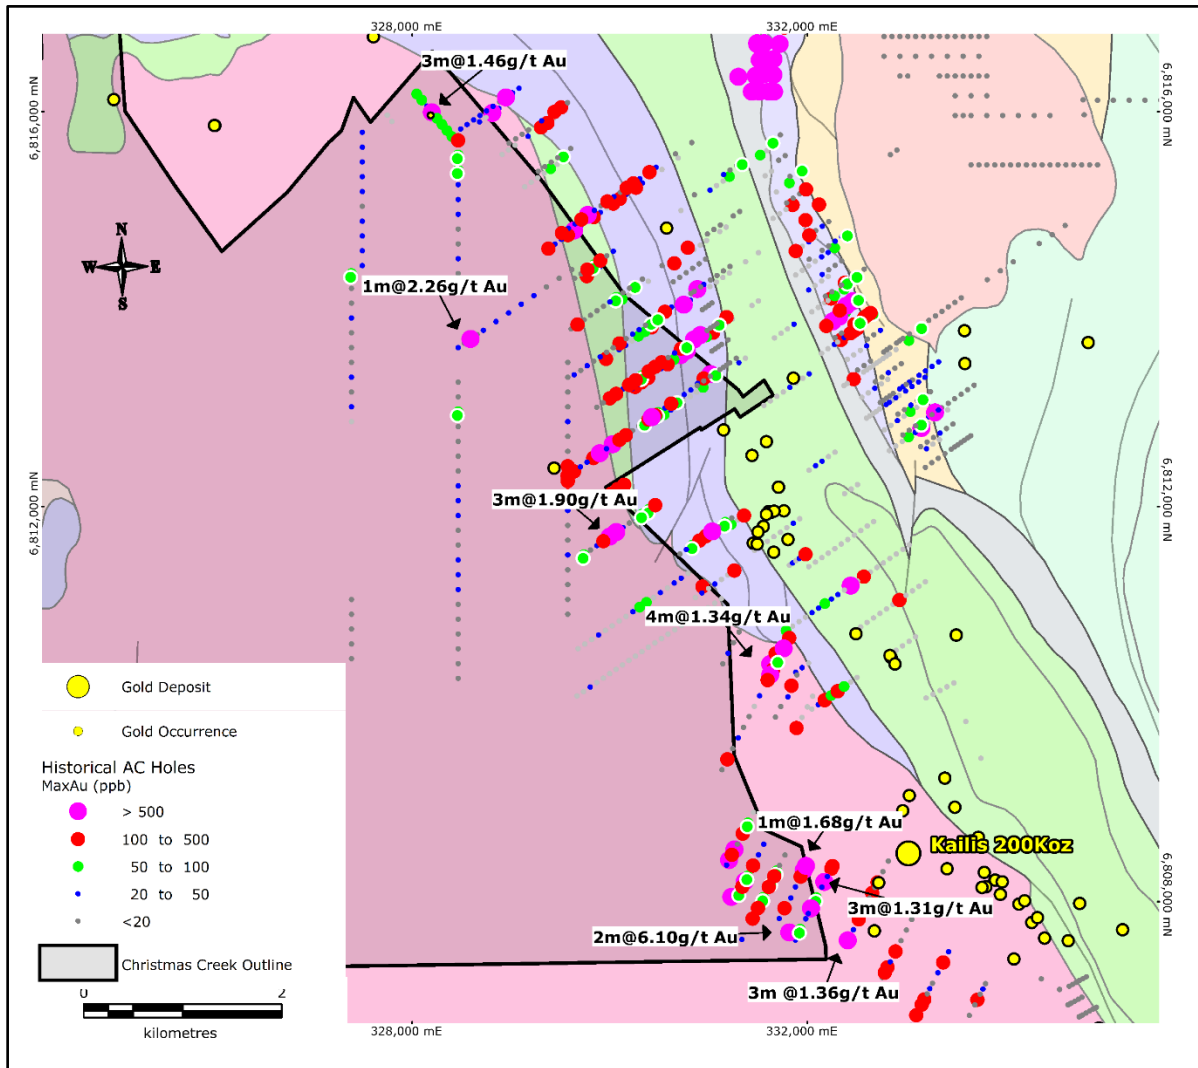 328,000 mE
332,000 mE
3m@1.46g/t Au
6,816,000 mN
6,816,000 mN
N
W E
S
1m@2.26g/t Au
6,812,000 mN
6,812,000 mN
3m@1.90g/t Au
4m@1.34g/t Au
Gold Deposit
Gold Occurrence
Historical AC Holes
MaxAu (ppb)
> 500
100 to 500
50 to 100
20 to 50
<20
Christmas Creek Outline
0 2
kilometres
1m@1.68g/t Au
Kailis 200Koz
6,808,000 mN
3m@1.31g/t Au
2m@6.10g/t Au
3m @1.36g/t Au
328,000 mE
332,000 mE